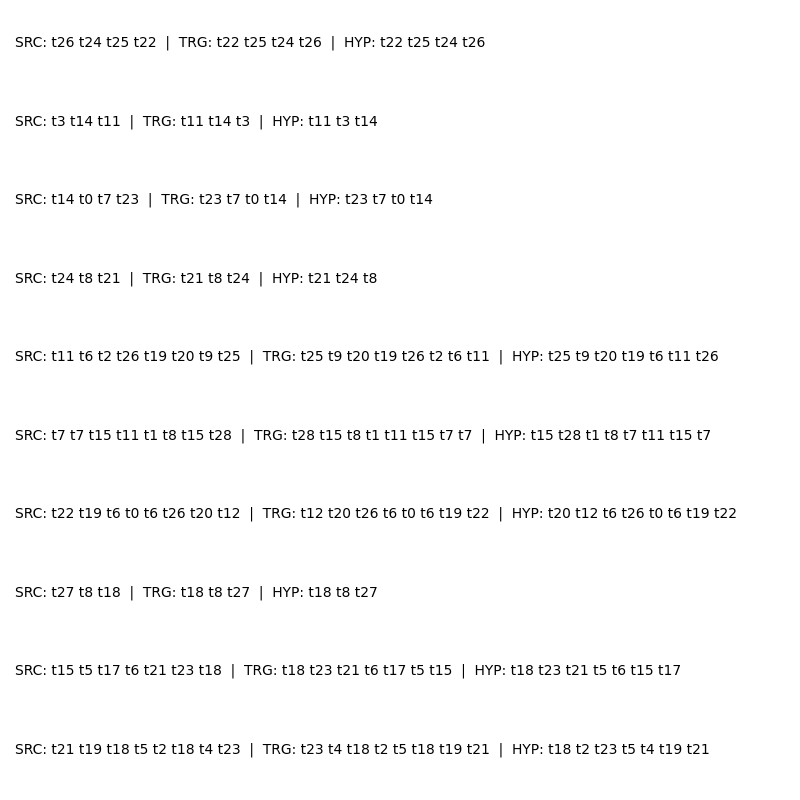 SRC: t26 t24 t25 t22 | TRG: t22 t25 t24 t26 | HYP: t22 t25 t24 t26
SRC: t3 t14 t11 | TRG: t11 t14 t3 | HYP: t11 t3 t14
SRC: t14 t0 t7 t23 | TRG: t23 t7 t0 t14 | HYP: t23 t7 t0 t14
SRC: t24 t8 t21 | TRG: t21 t8 t24 | HYP: t21 t24 t8
SRC: t11 t6 t2 t26 t19 t20 t9 t25 | TRG: t25 t9 t20 t19 t26 t2 t6 t11 | HYP: t25 t9 t20 t19 t6 t11 t26
SRC: t7 t7 t15 t11 t1 t8 t15 t28 | TRG: t28 t15 t8 t1 t11 t15 t7 t7 | HYP: t15 t28 t1 t8 t7 t11 t15 t7
SRC: t22 t19 t6 t0 t6 t26 t20 t12 | TRG: t12 t20 t26 t6 t0 t6 t19 t22 | HYP: t20 t12 t6 t26 t0 t6 t19 t22
SRC: t27 t8 t18 | TRG: t18 t8 t27 | HYP: t18 t8 t27
SRC: t15 t5 t17 t6 t21 t23 t18 | TRG: t18 t23 t21 t6 t17 t5 t15 | HYP: t18 t23 t21 t5 t6 t15 t17
SRC: t21 t19 t18 t5 t2 t18 t4 t23 | TRG: t23 t4 t18 t2 t5 t18 t19 t21 | HYP: t18 t2 t23 t5 t4 t19 t21